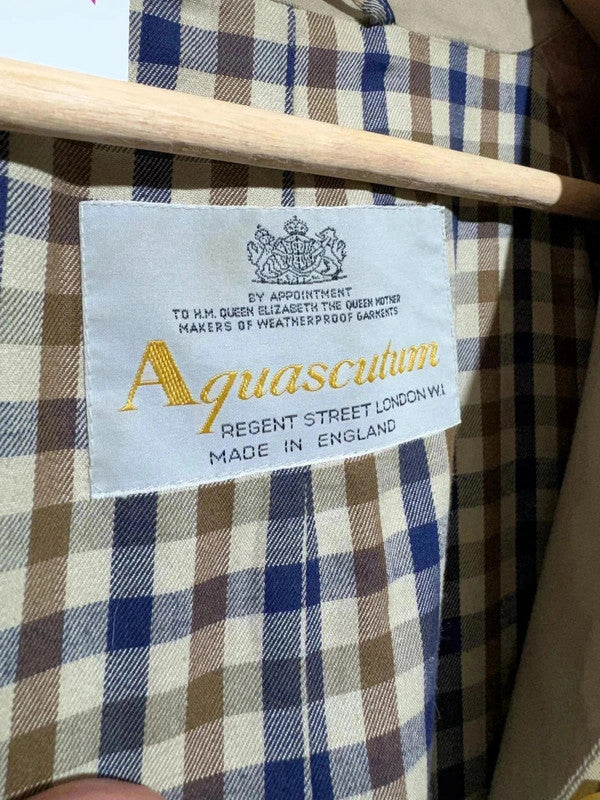 BY APPOINTMENT
TO H.M. QUEEN ELIZABETH THE QUEEN MOTHER
MAKERS OF WEATHERPROOF GARMENTS
Aquascutum
REGENT STREET LONDON W.1
MADE IN ENGLAND